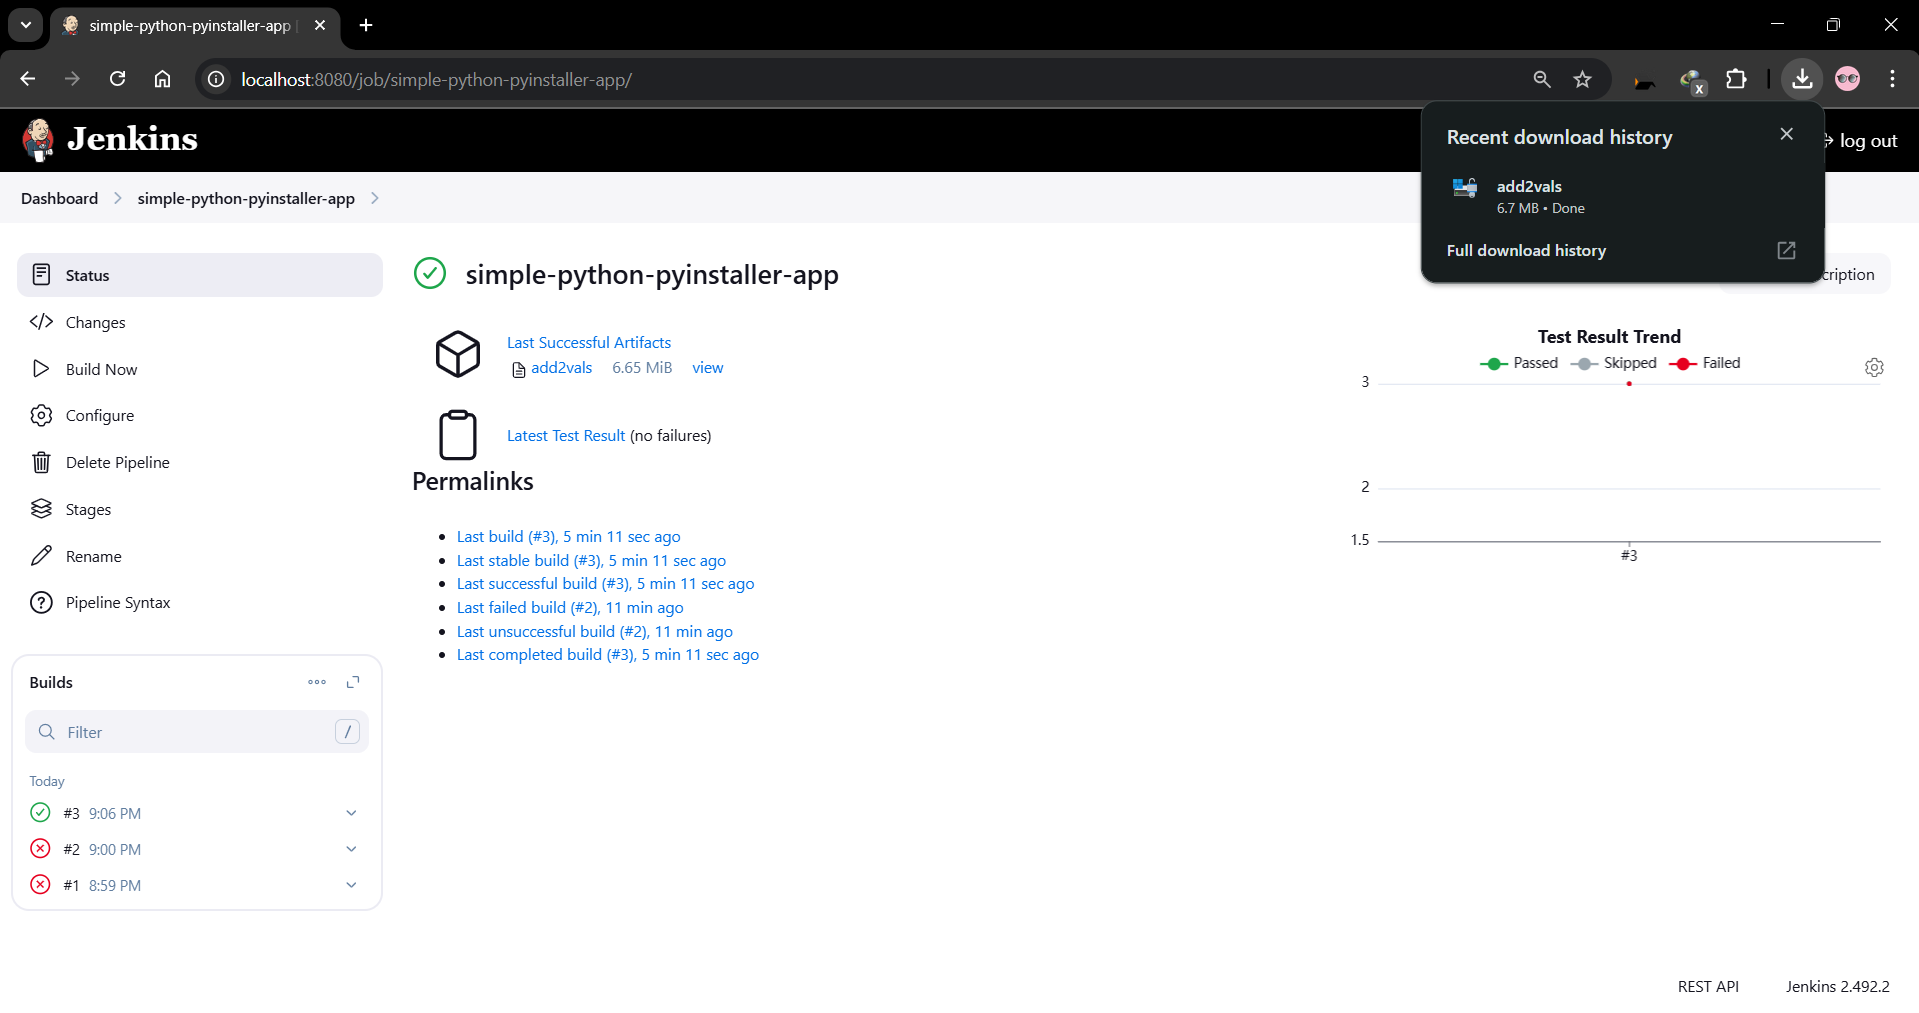 simple-python-pyinstaller-app
localhost:8080/job/simple-python-pyinstaller-app/
x
Jenkins
log out
Recent download history
add2vals
6.7 MB • Done
Full download history
Dashboard
simple-python-pyinstaller-app
Status
Changes
Build Now
Configure
Delete Pipeline
Stages
Rename
Pipeline Syntax
Builds
Filter
/
Today
#3 9:06 PM
#2 9:00 PM
#1 8:59 PM
simple-python-pyinstaller-app
cription
Last Successful Artifacts
add2vals 6.65 MiB view
Latest Test Result (no failures)
Permalinks
• Last build (#3), 5 min 11 sec ago
• Last stable build (#3), 5 min 11 sec ago
• Last successful build (#3), 5 min 11 sec ago
• Last failed build (#2), 11 min ago
• Last unsuccessful build (#2), 11 min ago
• Last completed build (#3), 5 min 11 sec ago
Test Result Trend
Passed Skipped Failed
3
2
1.5
#3
REST API Jenkins 2.492.2